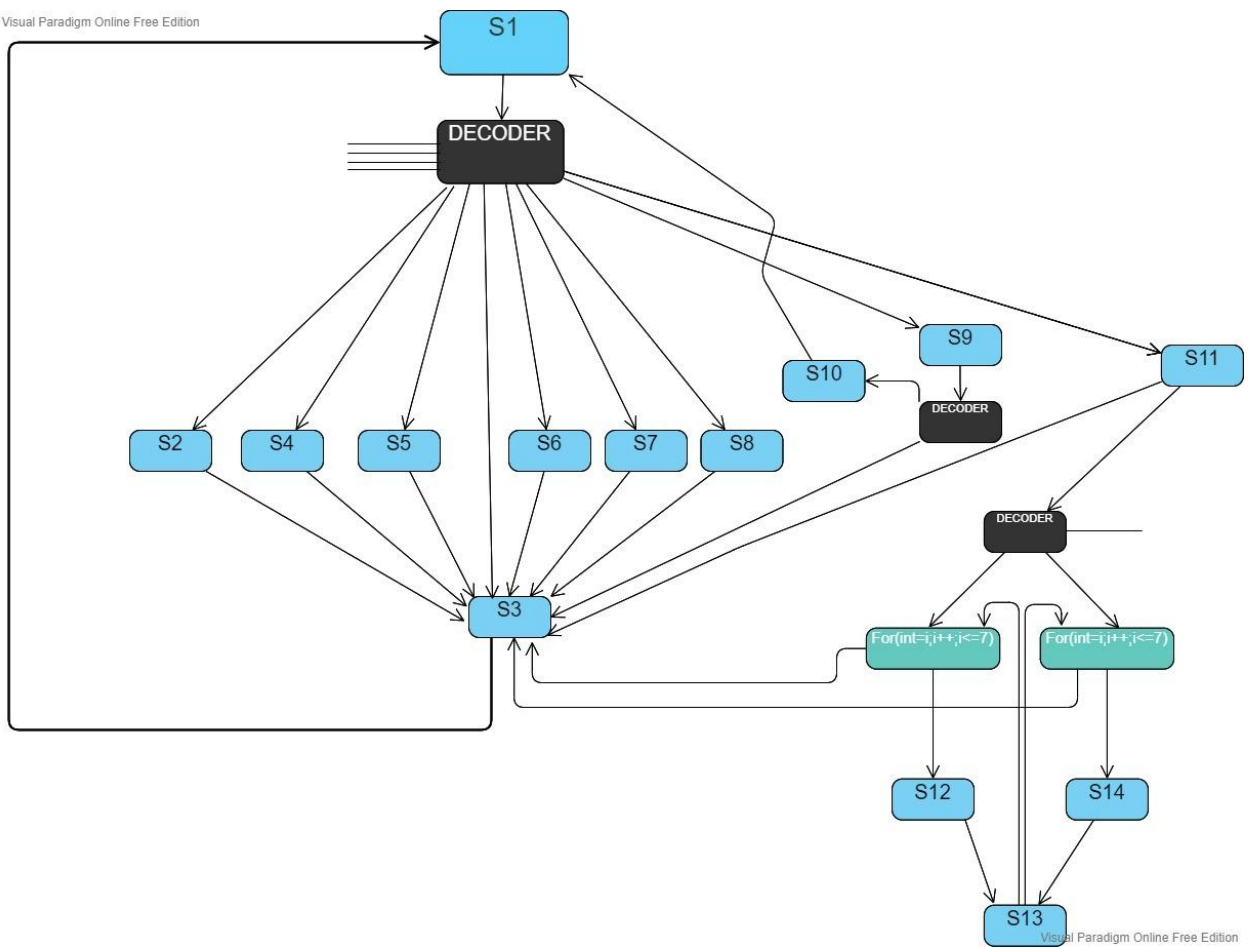 Visual Paradigm Online Free Edition
S1
DECODER
S9
S11
S10
DECODER
S2
S4
S5
S6
S7
S8
DECODER
S3
For(int=i;i++;i<=7)
For(int=i;i++;i<=7)
S12
S14
S13
Visual Paradigm Online Free Edition